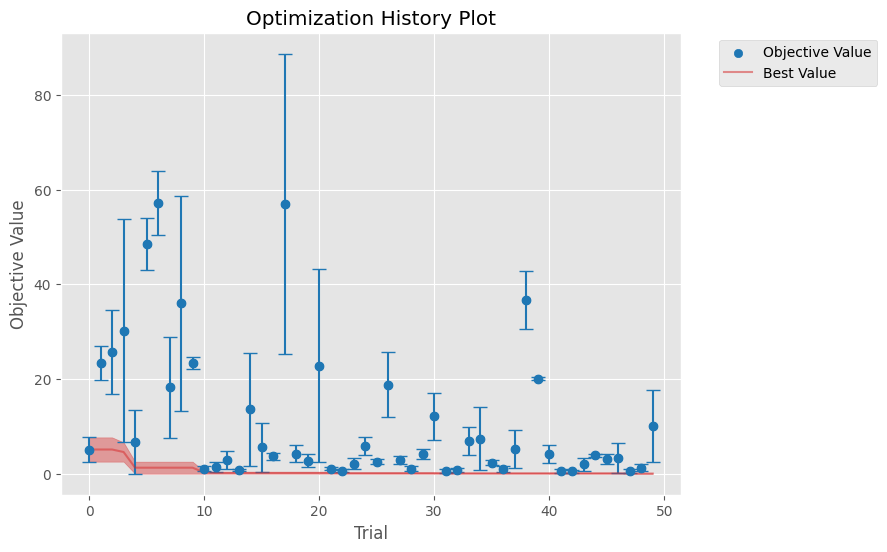 Optimization History Plot
Objective Value
Best Value
Objective Value
80
60
40
20
0
0 10 20 30 40 50
Trial